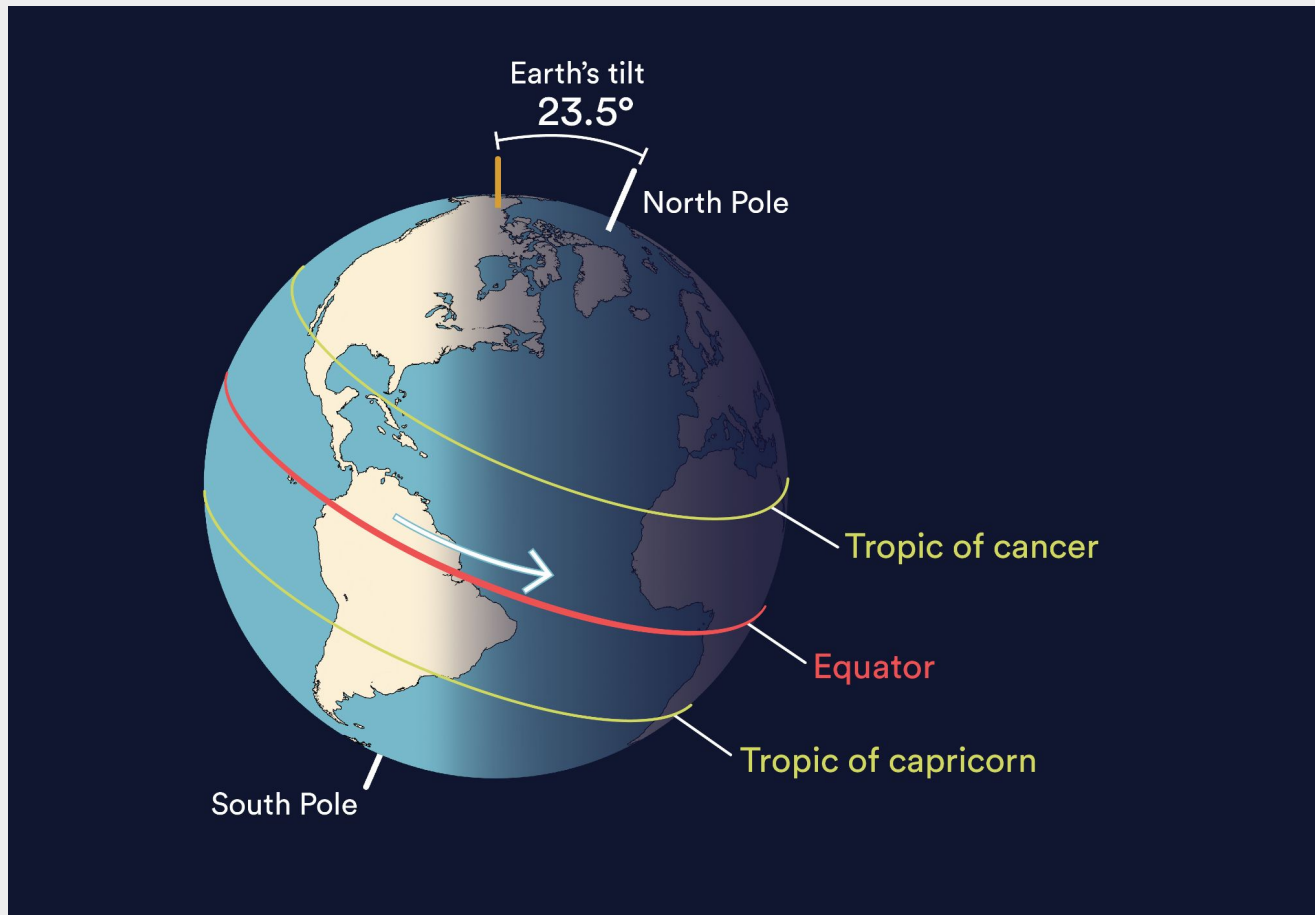 Earth's tilt
23.5°
North Pole
Tropic of cancer
Equator
Tropic of capricorn
South Pole